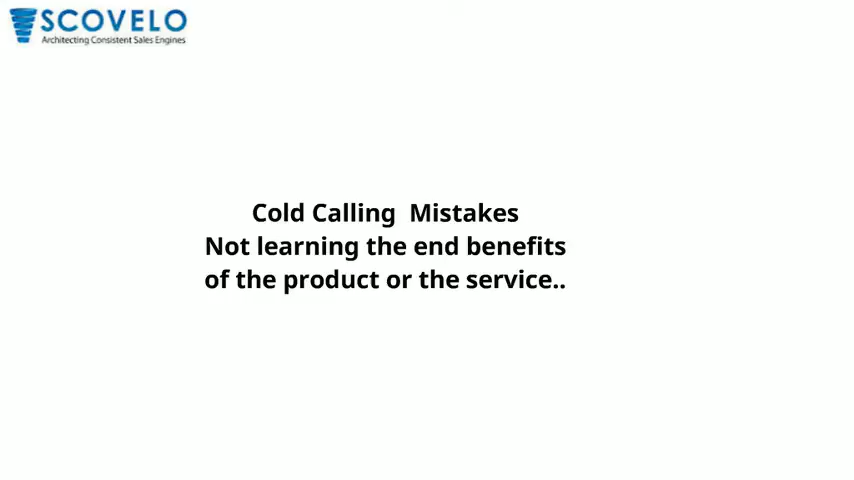 SCOVELO
Architecting Consistent Sales Engines
Cold Calling  Mistakes
Not learning the end benefits
of the product or the service..